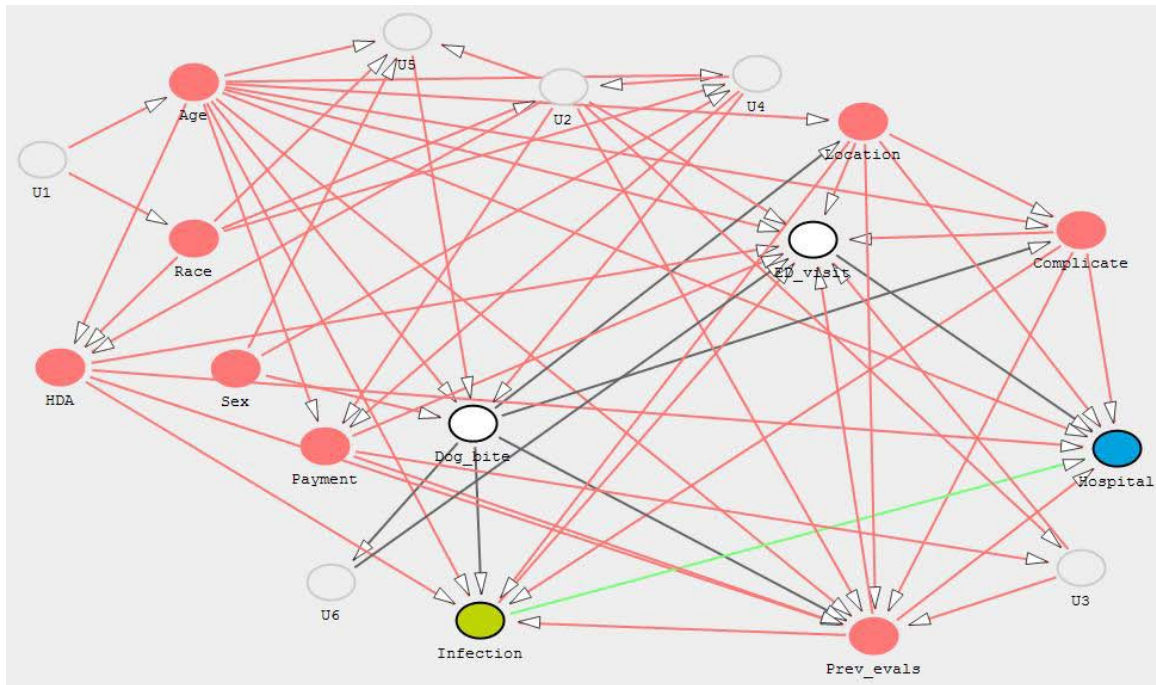 U5
Age
U2
U4
Location
U1
Race
ED_visit
Complicate
HDA
Sex
Dog_bite
Payment
Hospital
U6
U3
Infection
Prev_evals